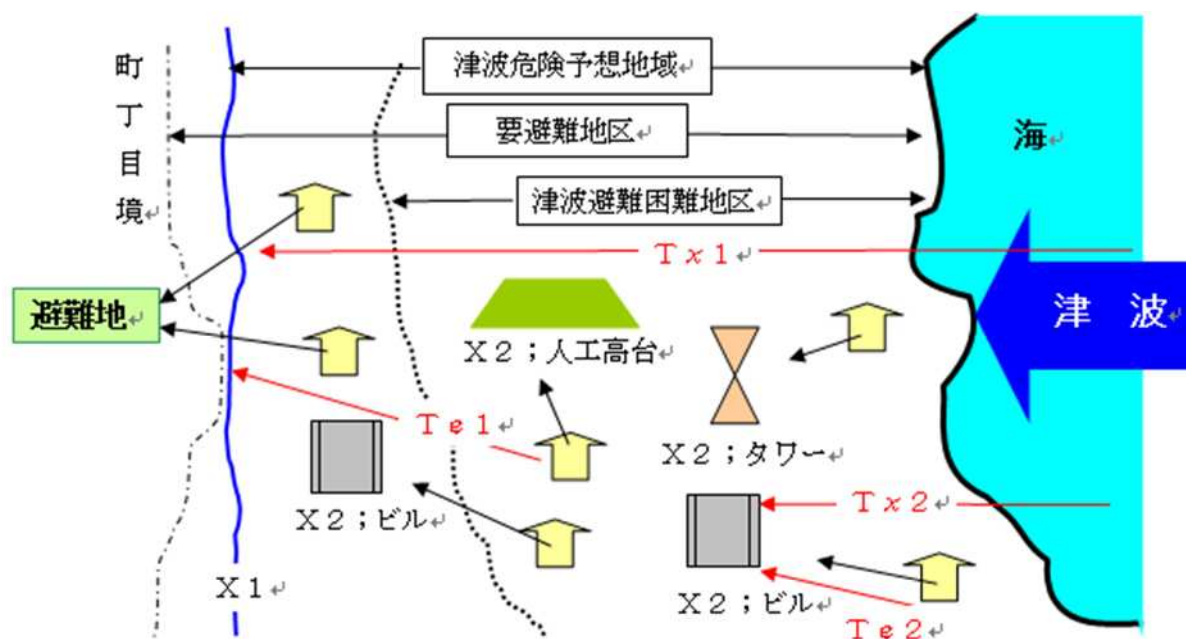 町丁目境
津波危険予想地域
要避難地区
海
津波避難困難地区
Tx1
避難地
津 波
X2;人工高台
Te1
X2;タワー
X2;ビル
Tx2
X1
X2;ビル
Te2